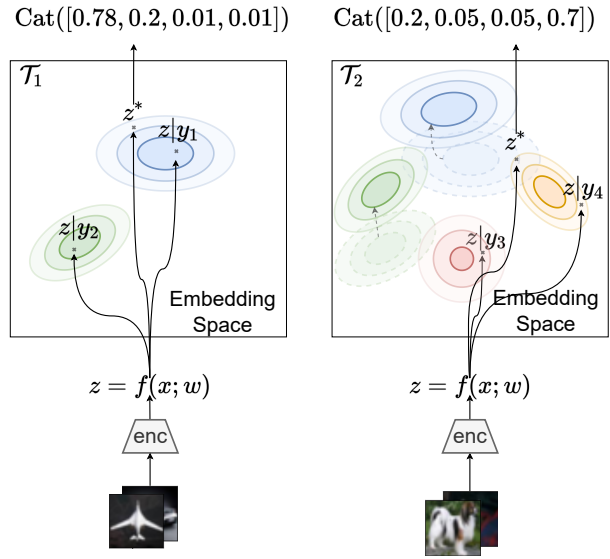 Cat([0.78, 0.2, 0.01, 0.01])
Cat([0.2, 0.05, 0.05, 0.7])
𝒯₁
z*
z|y₁
z|y₂
Embedding
Space
𝒯₂
z*
z|y₄
z|y₃
Embedding
Space
z = f(x; w)
z = f(x; w)
enc
enc